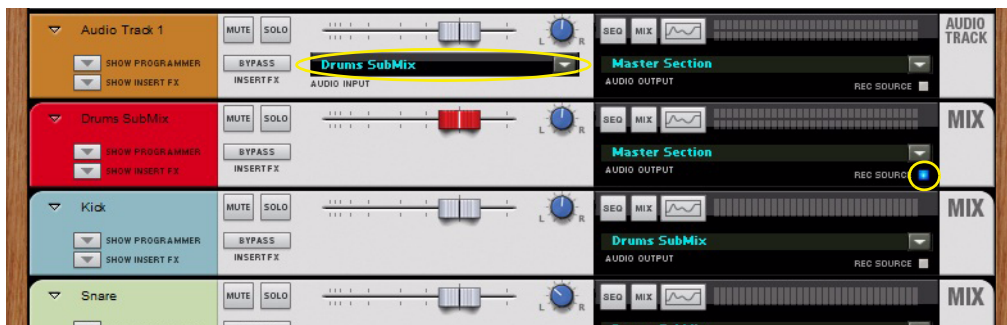 Audio Track 1
MUTE SOLO
L R
SEQ MIX
AUDIO TRACK
SHOW PROGRAMMER
BYPASS
Drums SubMix
Master Section
SHOW INSERT FX
INSERT FX
AUDIO INPUT
AUDIO OUTPUT
REC SOURCE
Drums SubMix
MUTE SOLO
L R
SEQ MIX
MIX
SHOW PROGRAMMER
BYPASS
Master Section
SHOW INSERT FX
INSERT FX
AUDIO OUTPUT
REC SOURCE
Kick
MUTE SOLO
L R
SEQ MIX
MIX
SHOW PROGRAMMER
BYPASS
Drums SubMix
SHOW INSERT FX
INSERT FX
AUDIO OUTPUT
REC SOURCE
Snare
MUTE SOLO
L R
SEQ MIX
MIX